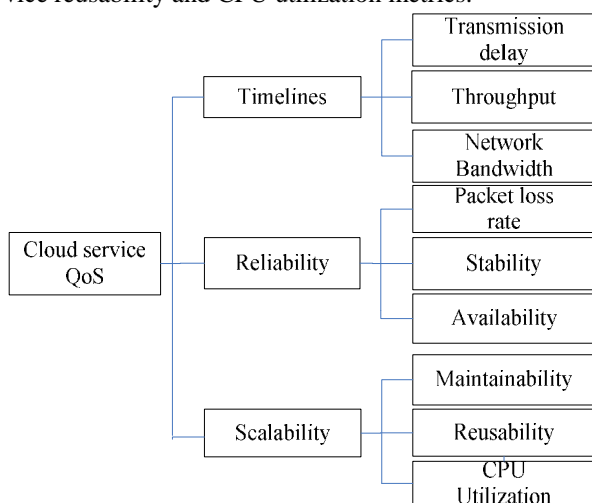 vice reusability and CPU utilization metrics.
Transmission
delay
Timelines
Throughput
Network
Bandwidth
Packet loss
rate
Cloud service
QoS
Reliability
Stability
Availability
Maintainability
Scalability
Reusability
CPU
Utilization